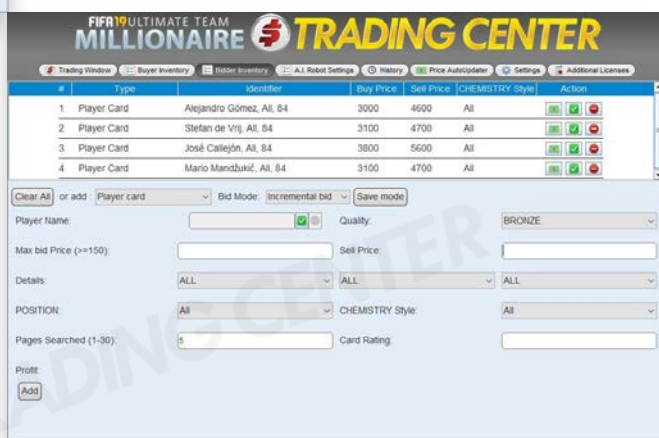 FIFA 19 ULTIMATE TEAM
MILLIONAIRE TRADING CENTER
Trading Window Buyer Inventory Bidder Inventory A.I. Robot Settings History Price AutoUpdater Settings Additional Licenses
# Type Identifier Buy Price Sell Price CHEMISTRY Style Action
1 Player Card Alejandro Gómez, All, 84 3000 4600 All
2 Player Card Stefan de Vrij, All, 84 3100 4700 All
3 Player Card José Callejón, All, 84 3800 5600 All
4 Player Card Mario Mandžukić, All, 84 3100 4700 All
Clear All or add : Player card Bid Mode: Incremental bid Save mode
Player Name: Quality: BRONZE
Max bid Price (>=150): Sell Price:
Details: ALL ALL ALL
POSITION: All CHEMISTRY Style: All
Pages Searched (1-30): 5 Card Rating:
Profit:
Add
ADING CENTER